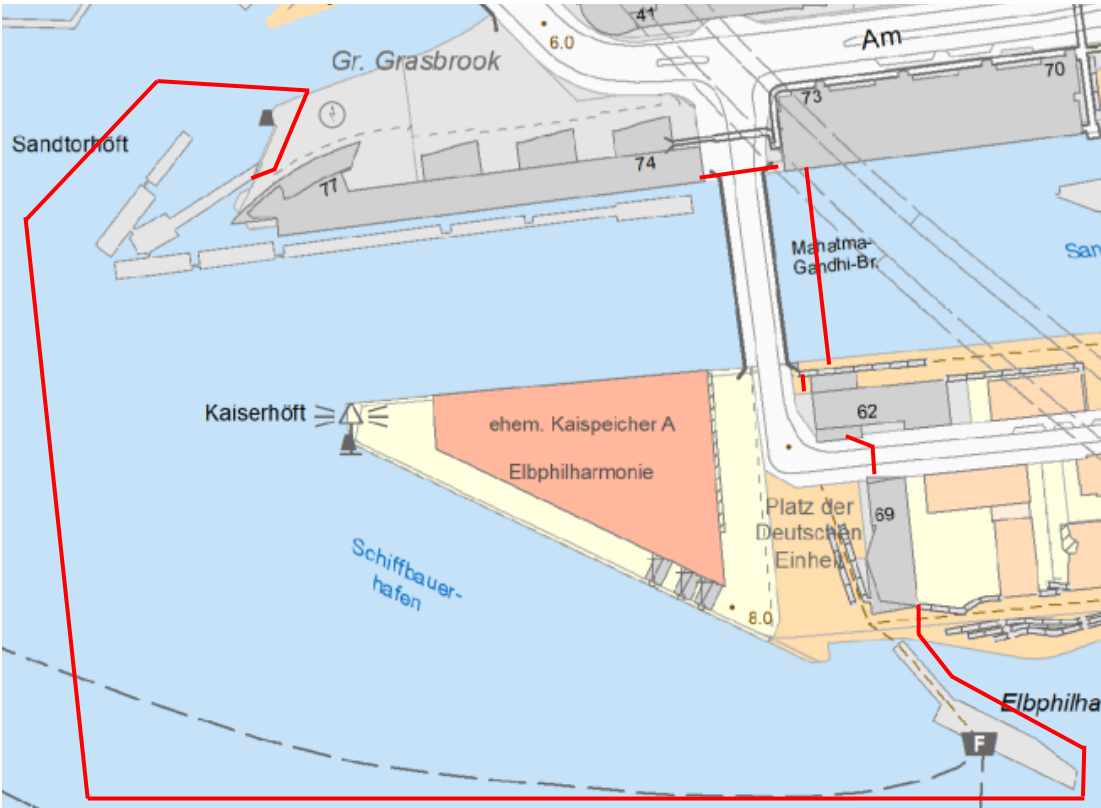 41
6.0
Am
Gr. Grasbrook
70
73
Sandtorhöft
74
77
Mahatma-
Gandhi-Br.
San
Kaiserhöft
62
ehem. Kaispeicher A
Elbphilharmonie
69
Platz der
Deutschen
Einheit
Schiffbauer-
hafen
8.0
Elbphilha
F